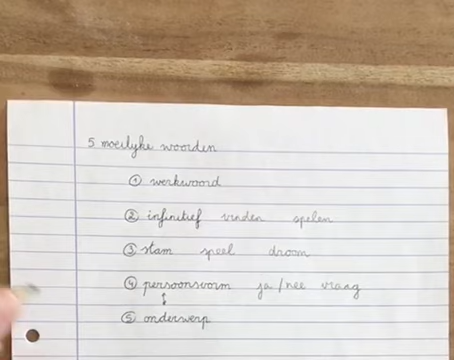 5 moeilijke woorden
① werkwoord
② infinitief vinden spelen
③ stam speel droom
④ persoonsvorm ja/nee vraag
↕
⑤ onderwerp